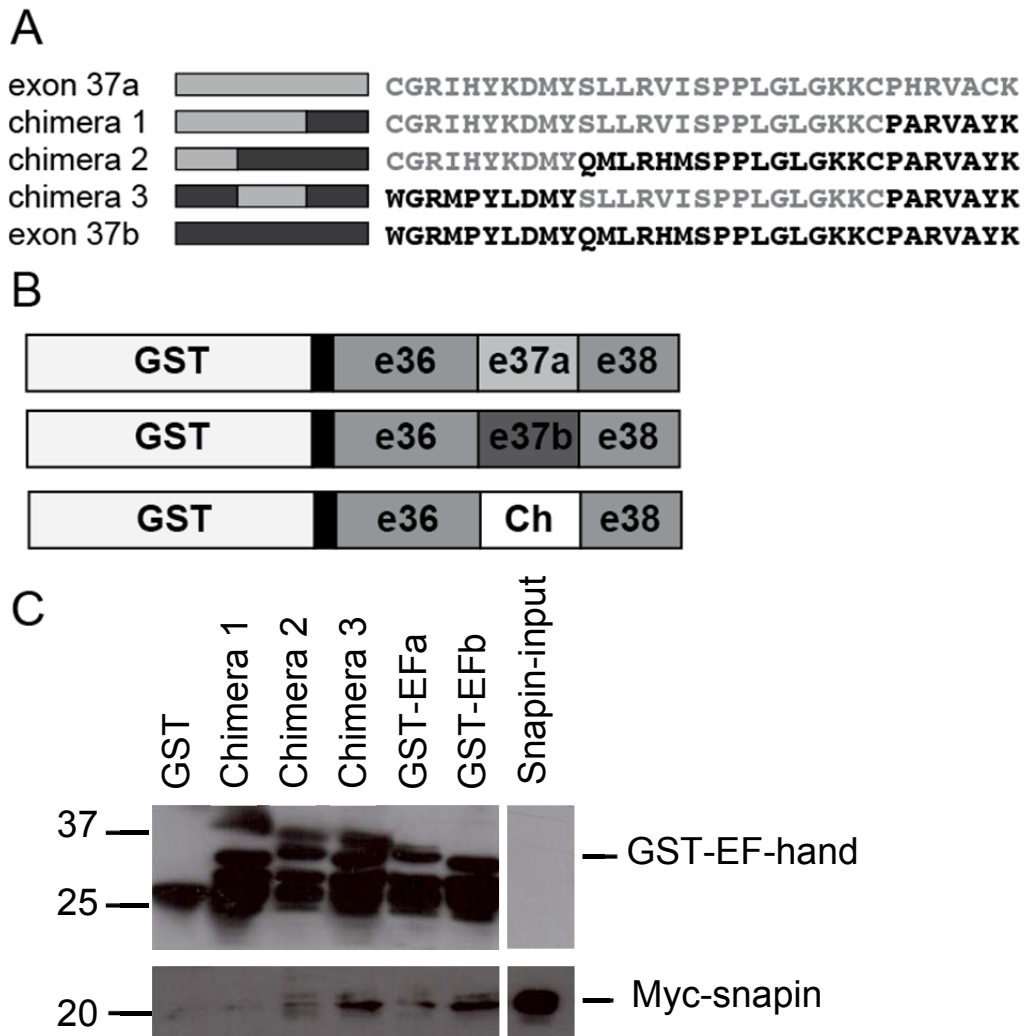 A
exon 37a CGRIHYKDMYSLLRVISPPLGLGKKCPHRVACK
chimera 1 CGRIHYKDMYSLLRVISPPLGLGKKCPARVAYK
chimera 2 CGRIHYKDMYQMLRHMSPPLGLGKKCPARVAYK
chimera 3 WGRMPYLDMYSLLRVISPPLGLGKKCPARVAYK
exon 37b WGRMPYLDMYQMLRHMSPPLGLGKKCPARVAYK
B
GST e36 e37a e38
GST e36 e37b e38
GST e36 Ch e38
C
GST
Chimera 1
Chimera 2
Chimera 3
GST-EFa
GST-EFb
Snapin-input
37
GST-EF-hand
25
Myc-snapin
20